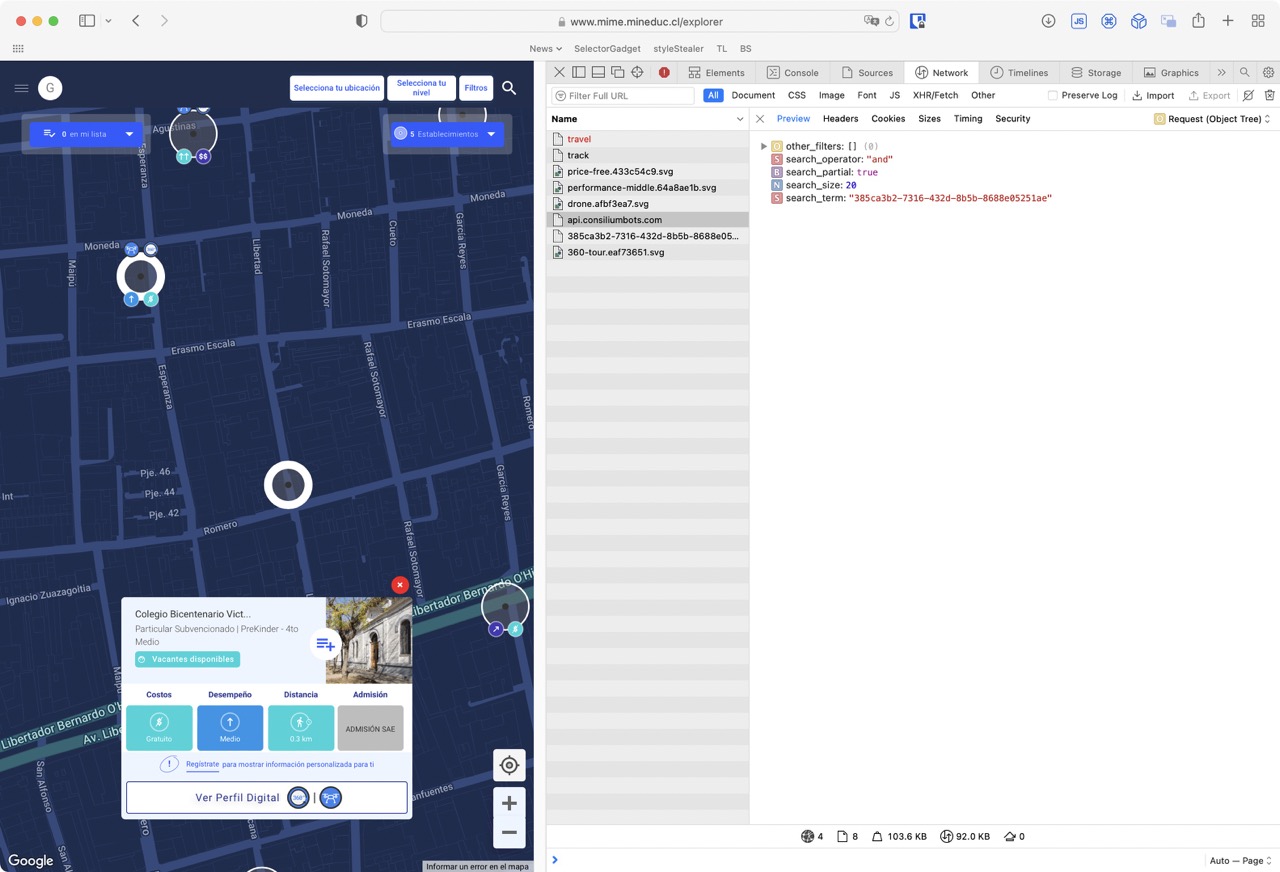 www.mime.mineduc.cl/explorer
News
SelectorGadget
styleStealer
TL
BS
G
Selecciona tu ubicación
Selecciona tu nivel
Filtros
0 en mi lista
5 Establecimientos
Agustinas
Esperanza
Moneda
Moneda
Moneda
Maipú
Libertad
Rafael Sotomayor
Cueto
García Reyes
Erasmo Escala
Erasmo Escala
Esperanza
Rafael Sotomayor
Romero
Pje. 46
Pje. 44
Pje. 42
Int
Romero
García Reyes
Rafael Sotomayor
Ignacio Zuazagoitia
Libertador Bernardo O'Hi
Maipú
Libertador Bernardo O'H
Av. Lib
San Alfonso
San Al
Colegio Bicentenario Vict...
Particular Subvencionado | PreKinder - 4to
Medio
Vacantes disponibles
Costos
Desempeño
Distancia
Admisión
Gratuito
Medio
0.3 km
ADMISIÓN SAE
Regístrate para mostrar información personalizada para ti
Ver Perfil Digital 360° |
Google
Informar un error en el mapa
Elements
Console
Sources
Network
Timelines
Storage
Graphics
Filter Full URL
All
Document
CSS
Image
Font
JS
XHR/Fetch
Other
Preserve Log
Import
Export
Name
travel
track
price-free.433c54c9.svg
performance-middle.64a8ae1b.svg
drone.afbf3ea7.svg
api.consiliumbots.com
385ca3b2-7316-432d-8b5b-8688e05...
360-tour.eaf73651.svg
Preview
Headers
Cookies
Sizes
Timing
Security
Request (Object Tree)
O other_filters: [] (0)
S search_operator: "and"
B search_partial: true
N search_size: 20
S search_term: "385ca3b2-7316-432d-8b5b-8688e05251ae"
4
8
103.6 KB
92.0 KB
0
Auto — Page